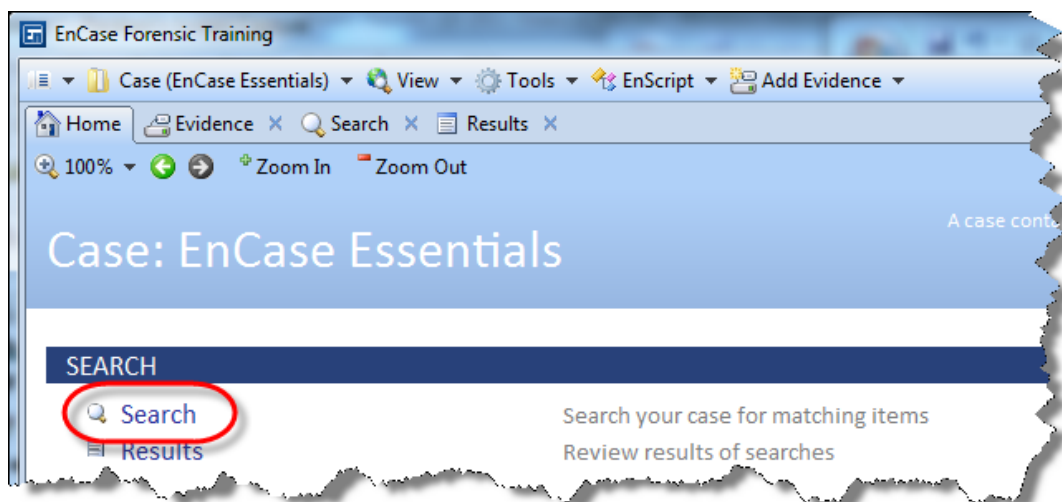 EnCase Forensic Training
Case (EnCase Essentials) View Tools EnScript Add Evidence
Home Evidence Search Results
100% Zoom In Zoom Out
A case
Case: EnCase Essentials
SEARCH
Search Search your case for matching items
Results Review results of searches